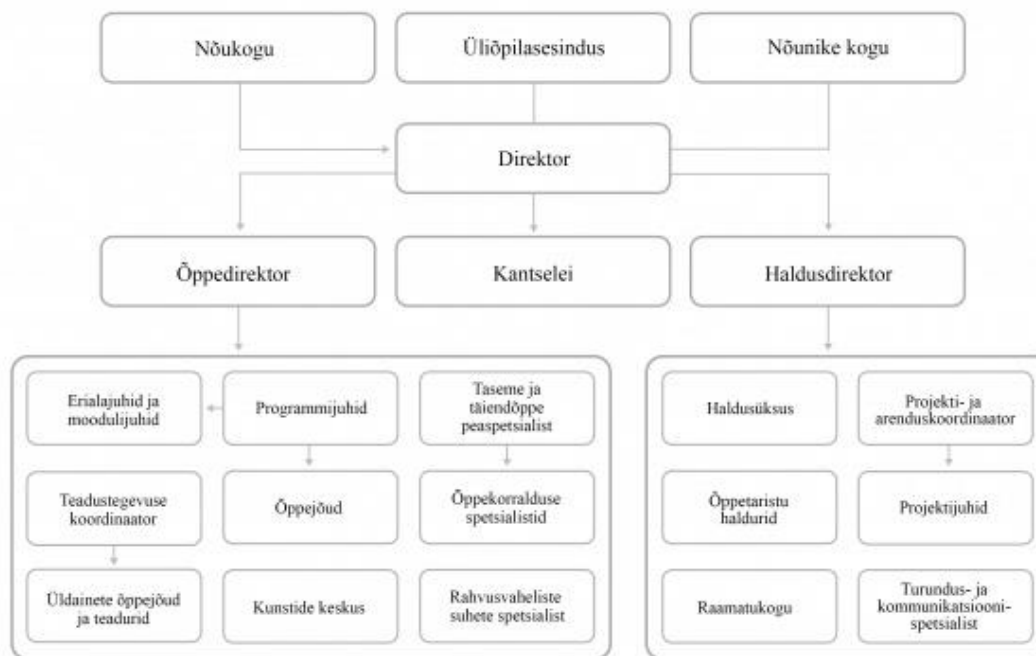 Nõukogu
Üliõpilasesindus
Nõunike kogu
Direktor
Õppedirektor
Kantselei
Haldusdirektor
Erialajuhid ja
moodulijuhid
Programmijuhid
Taseme ja
täiendõppe
peaspetsialist
Teadustegevuse
koordinaator
Õppejõud
Õppekorralduse
spetsialistid
Üldainete õppejõud
ja teadurid
Kunstide keskus
Rahvusvaheliste
suhete spetsialist
Haldusüksus
Projekti- ja
arenduskoordinaator
Õppetaristu
haldurid
Projektijuhid
Raamatukogu
Turundus- ja
kommunikatsiooni-
spetsialist